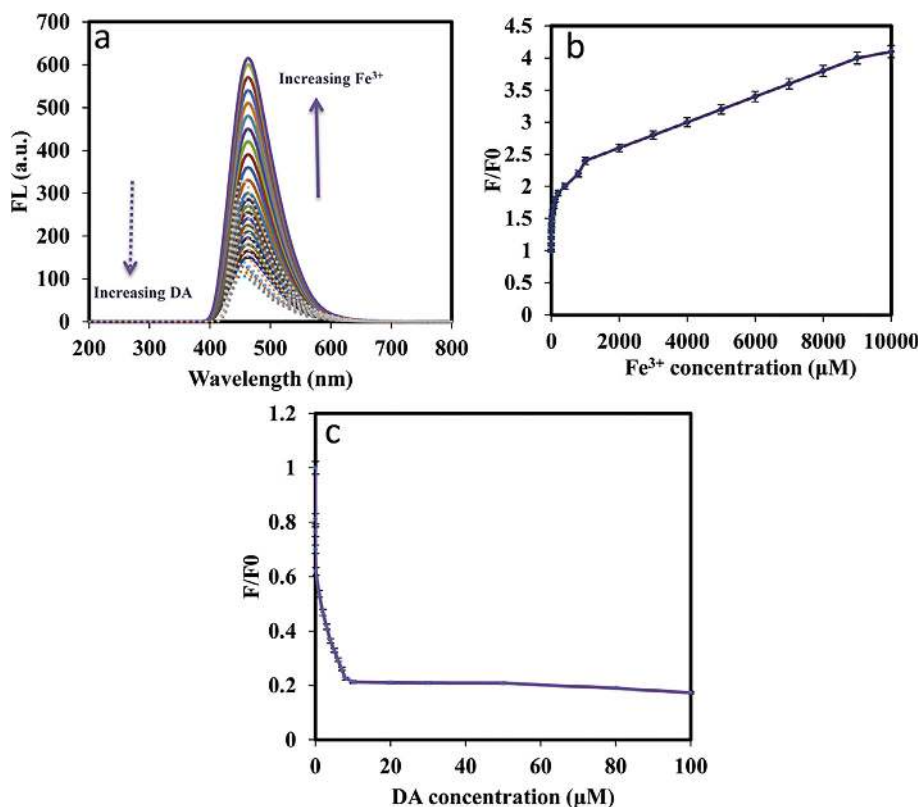 a
700
600
500
400
300
200
100
0
200 300 400 500 600 700 800
FL (a.u.)
Wavelength (nm)
Increasing Fe³⁺
Increasing DA
b
4.5
4
3.5
3
2.5
2
1.5
1
0.5
0 2000 4000 6000 8000 10000
F/F0
Fe³⁺ concentration (µM)
c
1.2
1
0.8
0.6
0.4
0.2
0
0 20 40 60 80 100
F/F0
DA concentration (µM)